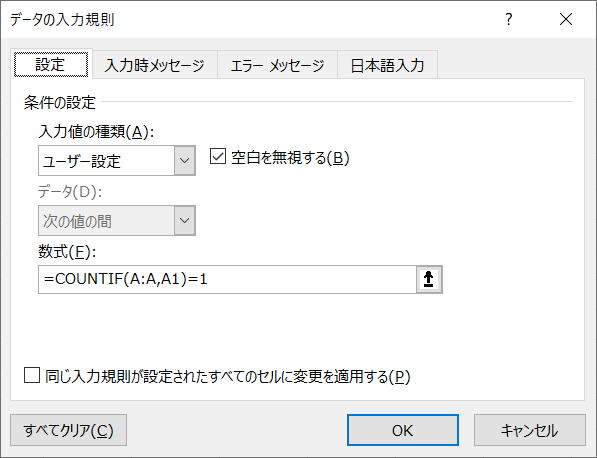 データの入力規則
設定 入力時メッセージ エラー メッセージ 日本語入力
条件の設定
入力値の種類(A):
ユーザー設定 空白を無視する(B)
データ(D):
次の値の間
数式(F):
=COUNTIF(A:A,A1)=1
同じ入力規則が設定されたすべてのセルに変更を適用する(P)
すべてクリア(C) OK キャンセル